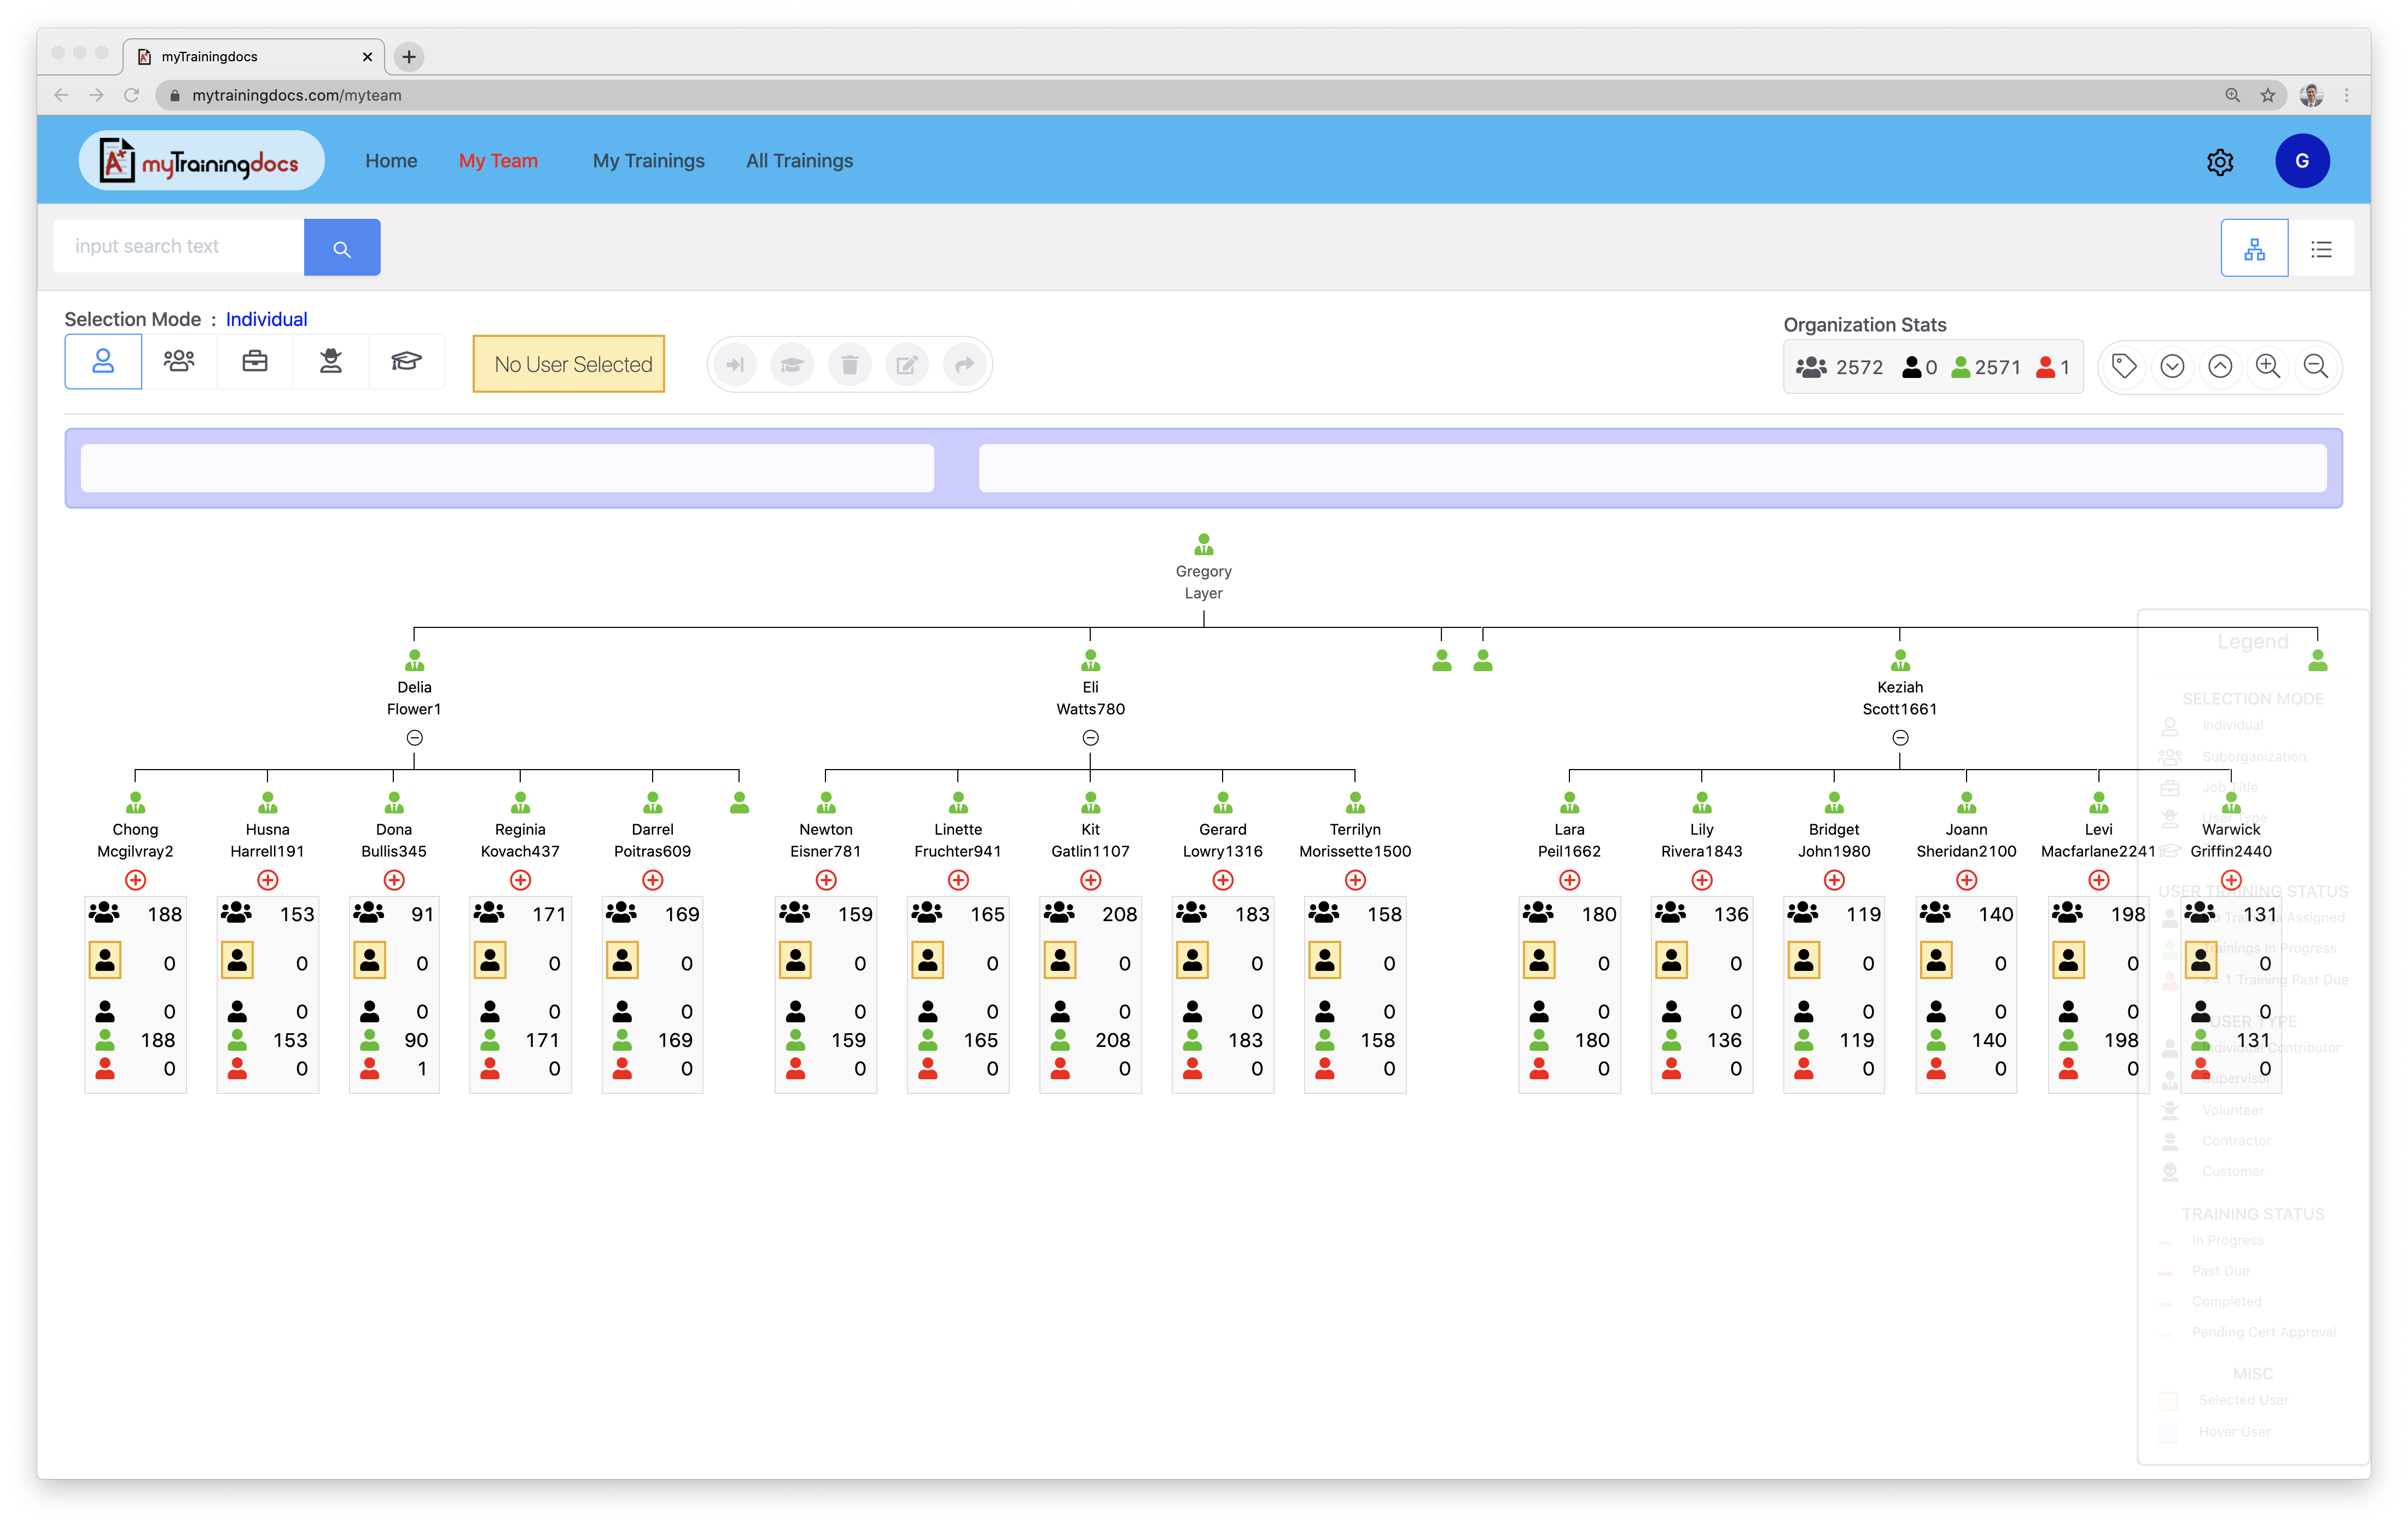 myTrainingdocs
mytrainingdocs.com/myteam
A+ myTrainingdocs Home My Team My Trainings All Trainings G
input search text
Selection Mode : Individual
No User Selected
Organization Stats
2572 0 2571 1
Gregory
Layer
Legend
Delia Eli Keziah
Flower1 Watts780 Scott1661
SELECTION MODE
Individual
Suborganization
Job Title
User Type
Chong Husna Dona Reginia Darrel Newton Linette Kit Gerard Terrilyn Lara Lily Bridget Joann Levi Warwick
Mcgilvray2 Harrell191 Bullis345 Kovach437 Poitras609 Eisner781 Fruchter941 Gatlin1107 Lowry1316 Morissette1500 Peil1662 Rivera1843 John1980 Sheridan2100 Macfarlane2241 Griffin2440
USER TRAINING STATUS
188 153 91 171 169 159 165 208 183 158 180 136 119 140 198 131
Assigned
Trainings In Progress
0 0 0 0 0 0 0 0 0 0 0 0 0 0 0 0
1 Training Past Due
0 0 0 0 0 0 0 0 0 0 0 0 0 0 0 0
USER TYPE
188 153 90 171 169 159 165 208 183 158 180 136 119 140 198 131
Individual Contributor
0 0 1 0 0 0 0 0 0 0 0 0 0 0 0 0
Supervisor
Volunteer
Contractor
Customer
TRAINING STATUS
In Progress
Past Due
Completed
Pending Cert Approval
MISC
Selected User
Hover User